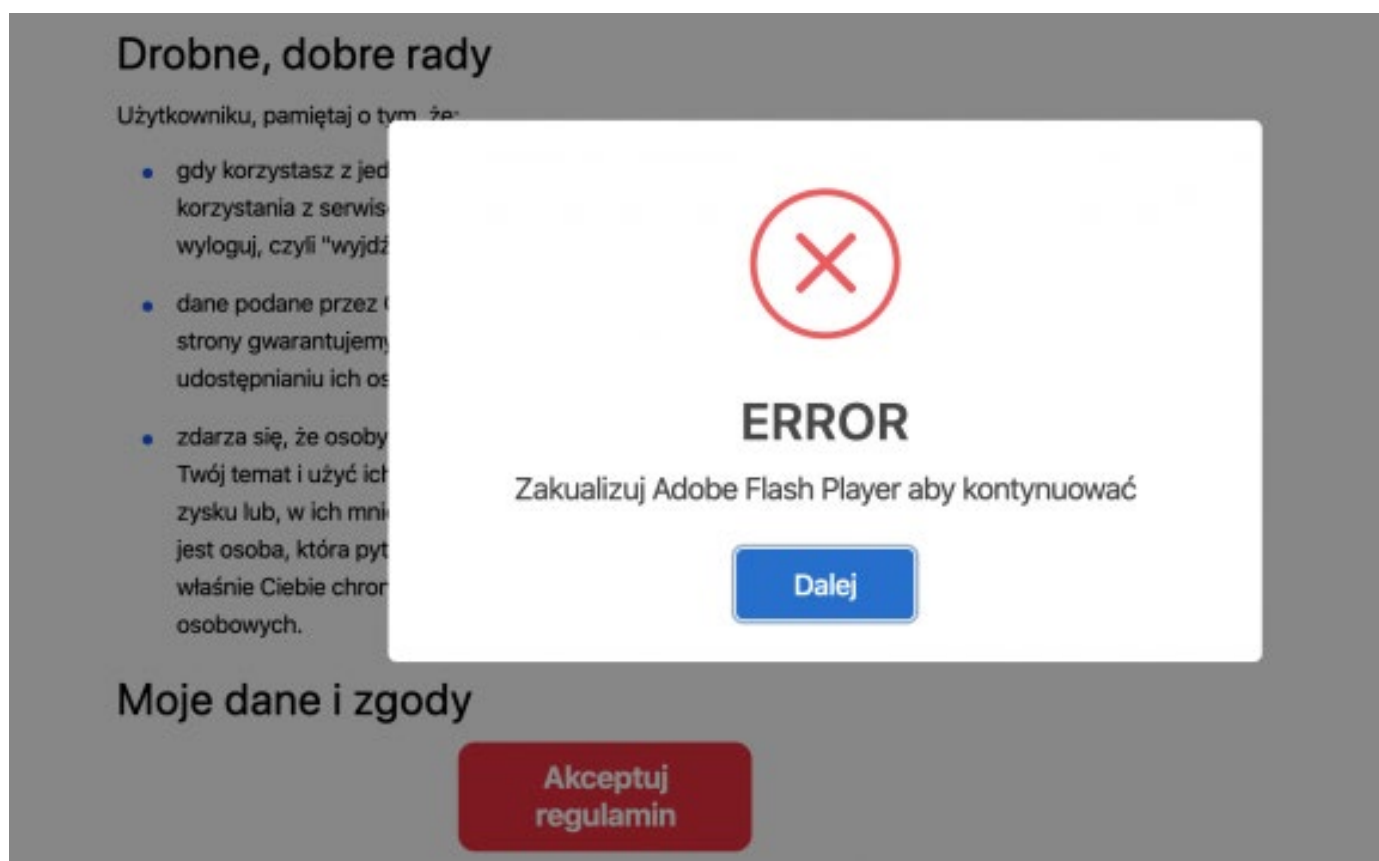 Drobne, dobre rady
Użytkowniku, pamiętaj o tym, że:
gdy korzystasz z jed
korzystania z serwis
wyloguj, czyli "wyjdź
dane podane przez
strony gwarantujemy
udostępnianiu ich os
zdarza się, że osoby
Twój temat i użyć ich
zysku lub, w ich mni
jest osoba, która pyt
właśnie Ciebie chron
osobowych.
ERROR
Zakualizuj Adobe Flash Player aby kontynuować
Dalej
Moje dane i zgody
Akceptuj
regulamin